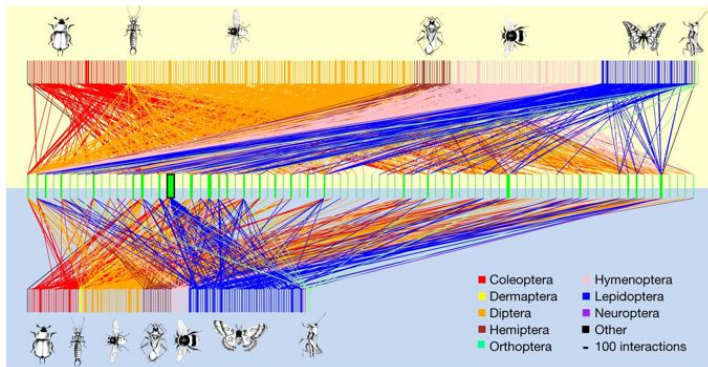 Coleoptera
Dermaptera
Diptera
Hemiptera
Orthoptera
Hymenoptera
Lepidoptera
Neuroptera
Other
100 interactions